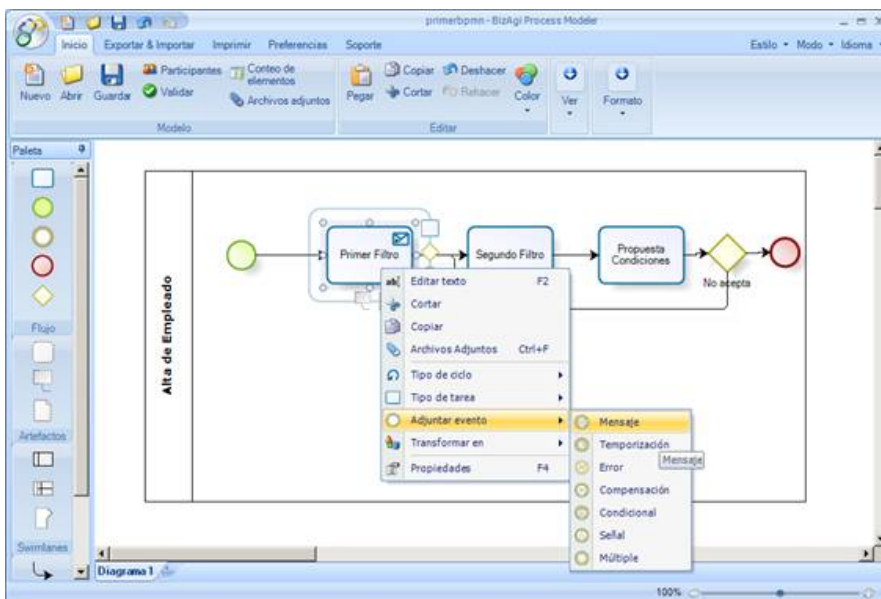 primerbpmn - BizAgi Process Modeler
Inicio Exportar & Importar Imprimir Preferencias Soporte
Estilo Modo Idioma
Nuevo Abrir Guardar
Participantes
Validar
Conteo de
elementos
Archivos adjuntos
Modelo
Pegar
Copiar Deshacer
Cortar Rehacer
Color
Editar
Ver
Formato
Paleta
Flujo
Artefactos
Swimlanes
Alta de Empleado
Primer Filtro
Segundo Filtro
Propuesta
Condiciones
No acepta
Editar texto F2
Cortar
Copiar
Archivos Adjuntos Ctrl+F
Tipo de ciclo
Tipo de tarea
Adjuntar evento
Transformar en
Propiedades F4
Mensaje
Temporización
Mensaje
Error
Compensación
Condicional
Señal
Múltiple
Diagrama 1
100%